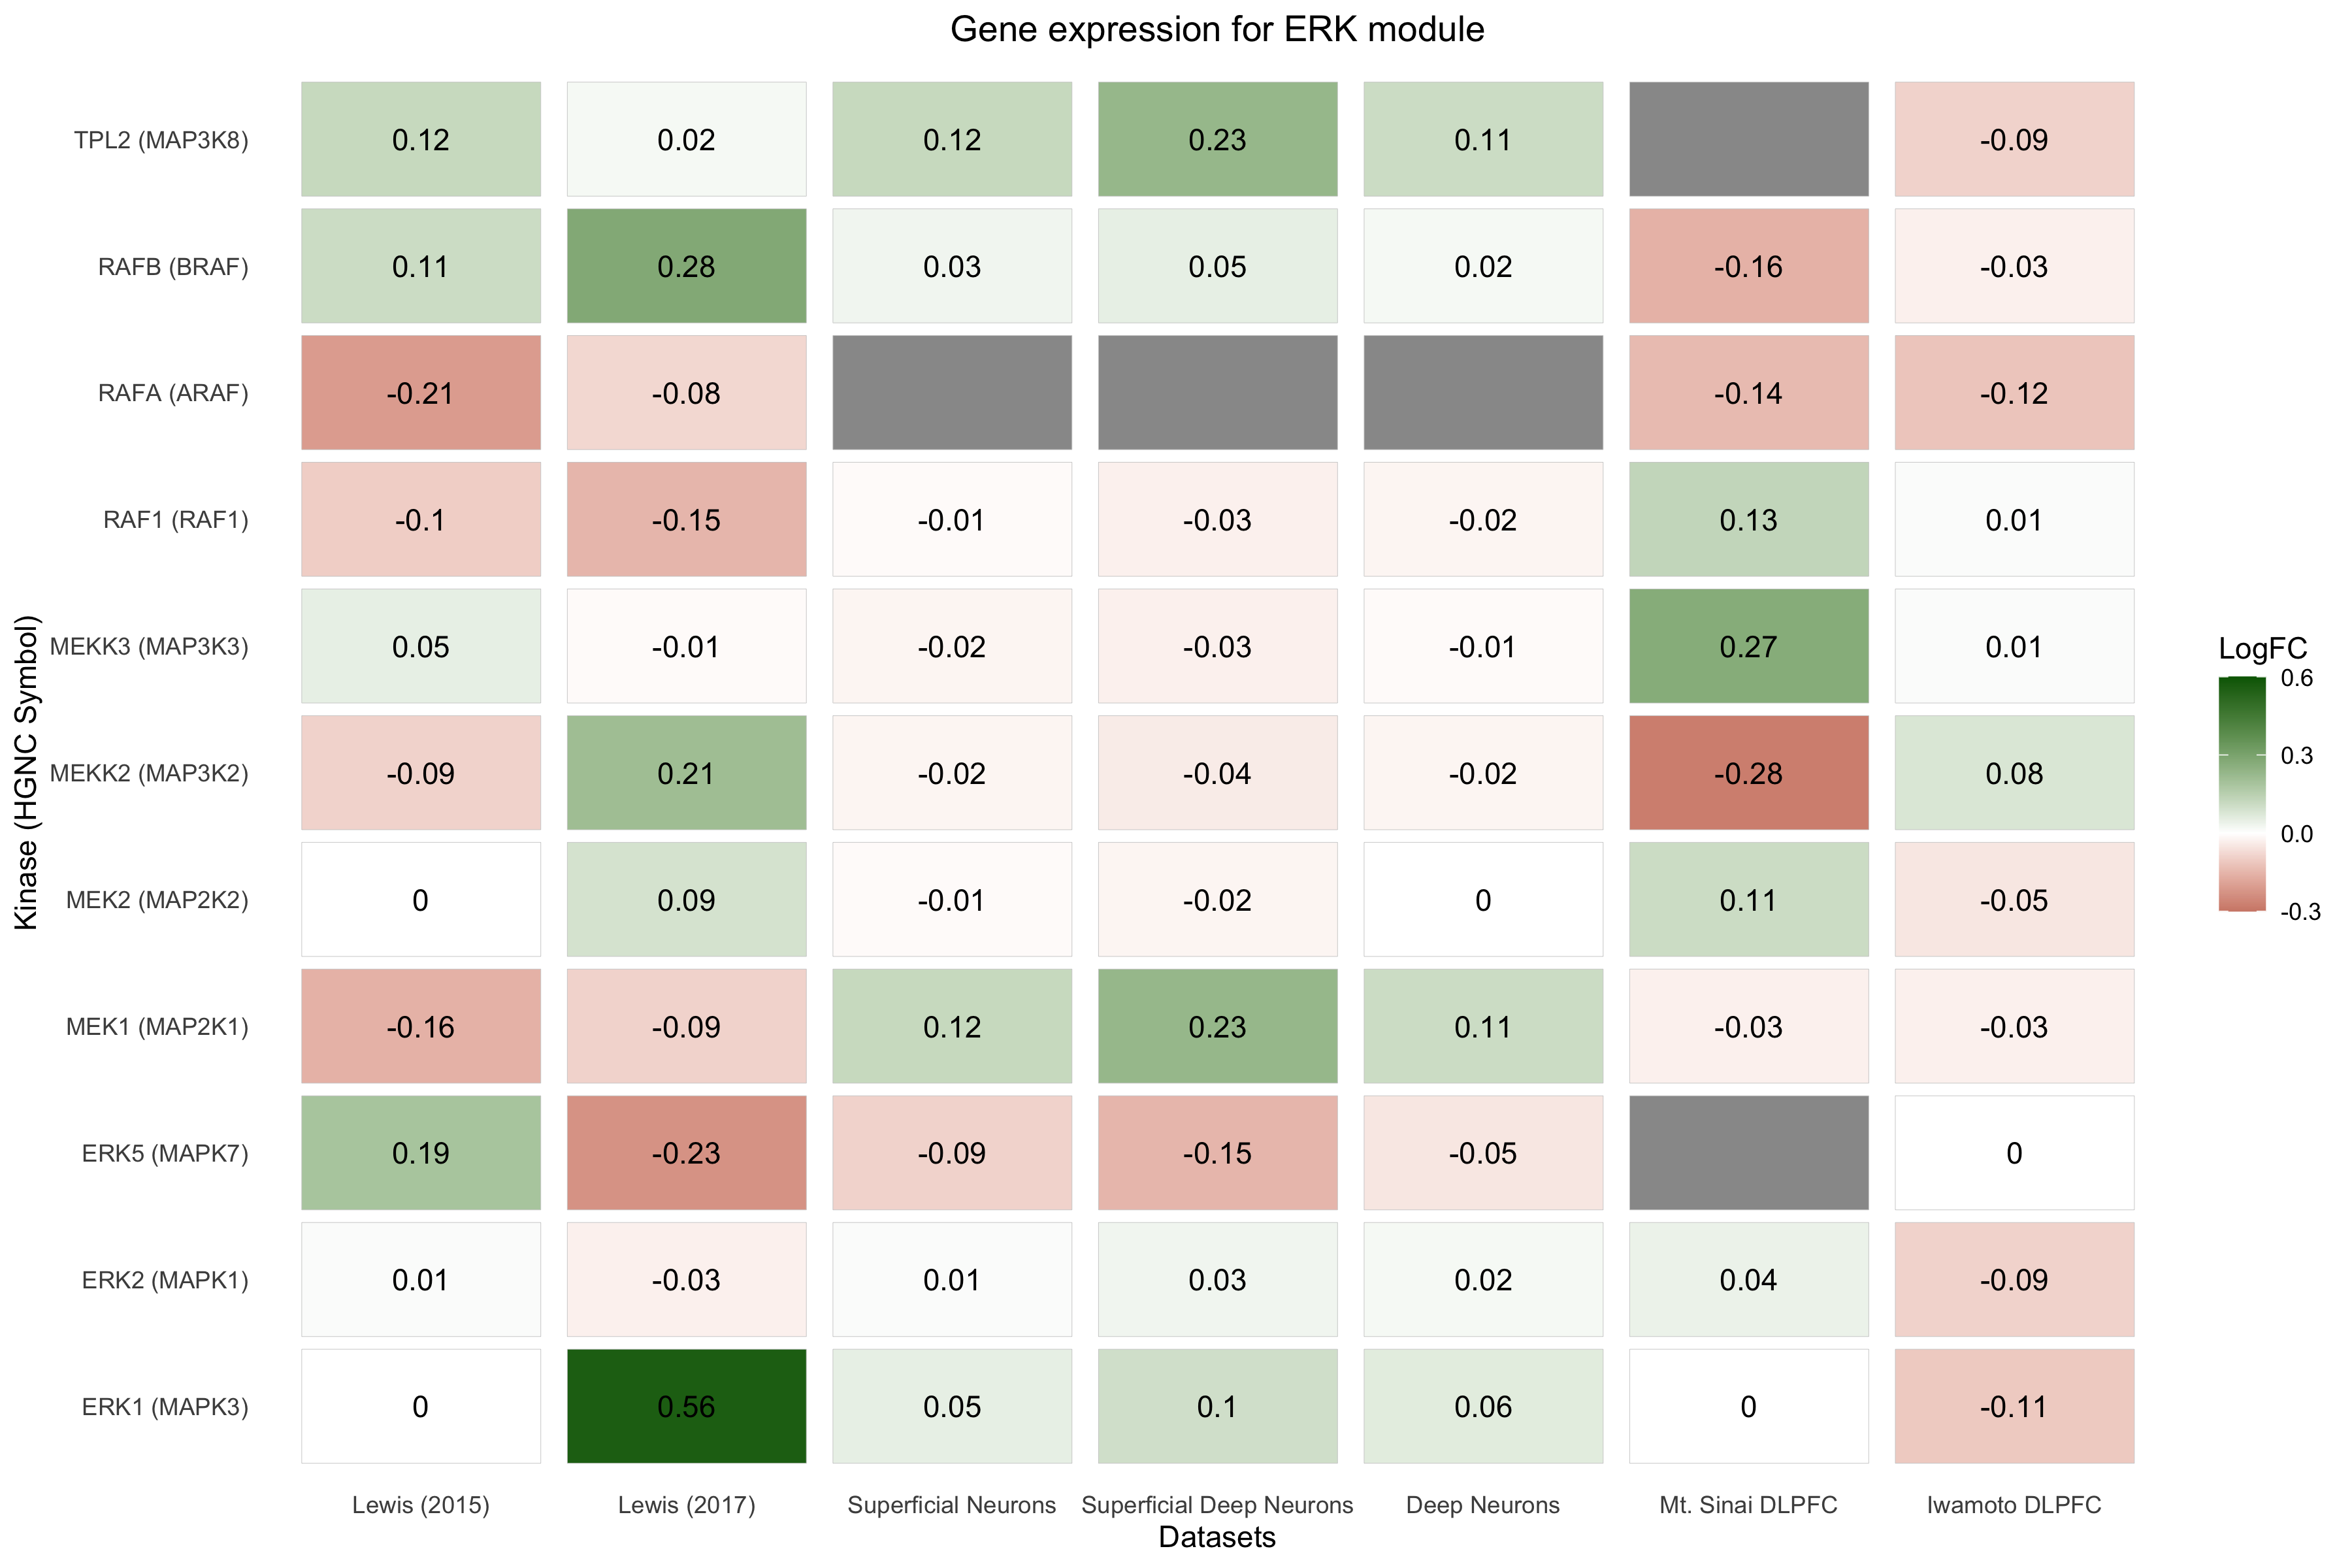 Gene expression for ERK module
Kinase (HGNC Symbol)
TPL2 (MAP3K8) 0.12 0.02 0.12 0.23 0.11 -0.09
RAFB (BRAF) 0.11 0.28 0.03 0.05 0.02 -0.16 -0.03
RAFA (ARAF) -0.21 -0.08 -0.14 -0.12
RAF1 (RAF1) -0.1 -0.15 -0.01 -0.03 -0.02 0.13 0.01
MEKK3 (MAP3K3) 0.05 -0.01 -0.02 -0.03 -0.01 0.27 0.01
MEKK2 (MAP3K2) -0.09 0.21 -0.02 -0.04 -0.02 -0.28 0.08
MEK2 (MAP2K2) 0 0.09 -0.01 -0.02 0 0.11 -0.05
MEK1 (MAP2K1) -0.16 -0.09 0.12 0.23 0.11 -0.03 -0.03
ERK5 (MAPK7) 0.19 -0.23 -0.09 -0.15 -0.05 0
ERK2 (MAPK1) 0.01 -0.03 0.01 0.03 0.02 0.04 -0.09
ERK1 (MAPK3) 0 0.56 0.05 0.1 0.06 0 -0.11
Lewis (2015) Lewis (2017) Superficial Neurons Superficial Deep Neurons Deep Neurons Mt. Sinai DLPFC Iwamoto DLPFC
Datasets
LogFC
0.6
0.3
0.0
-0.3